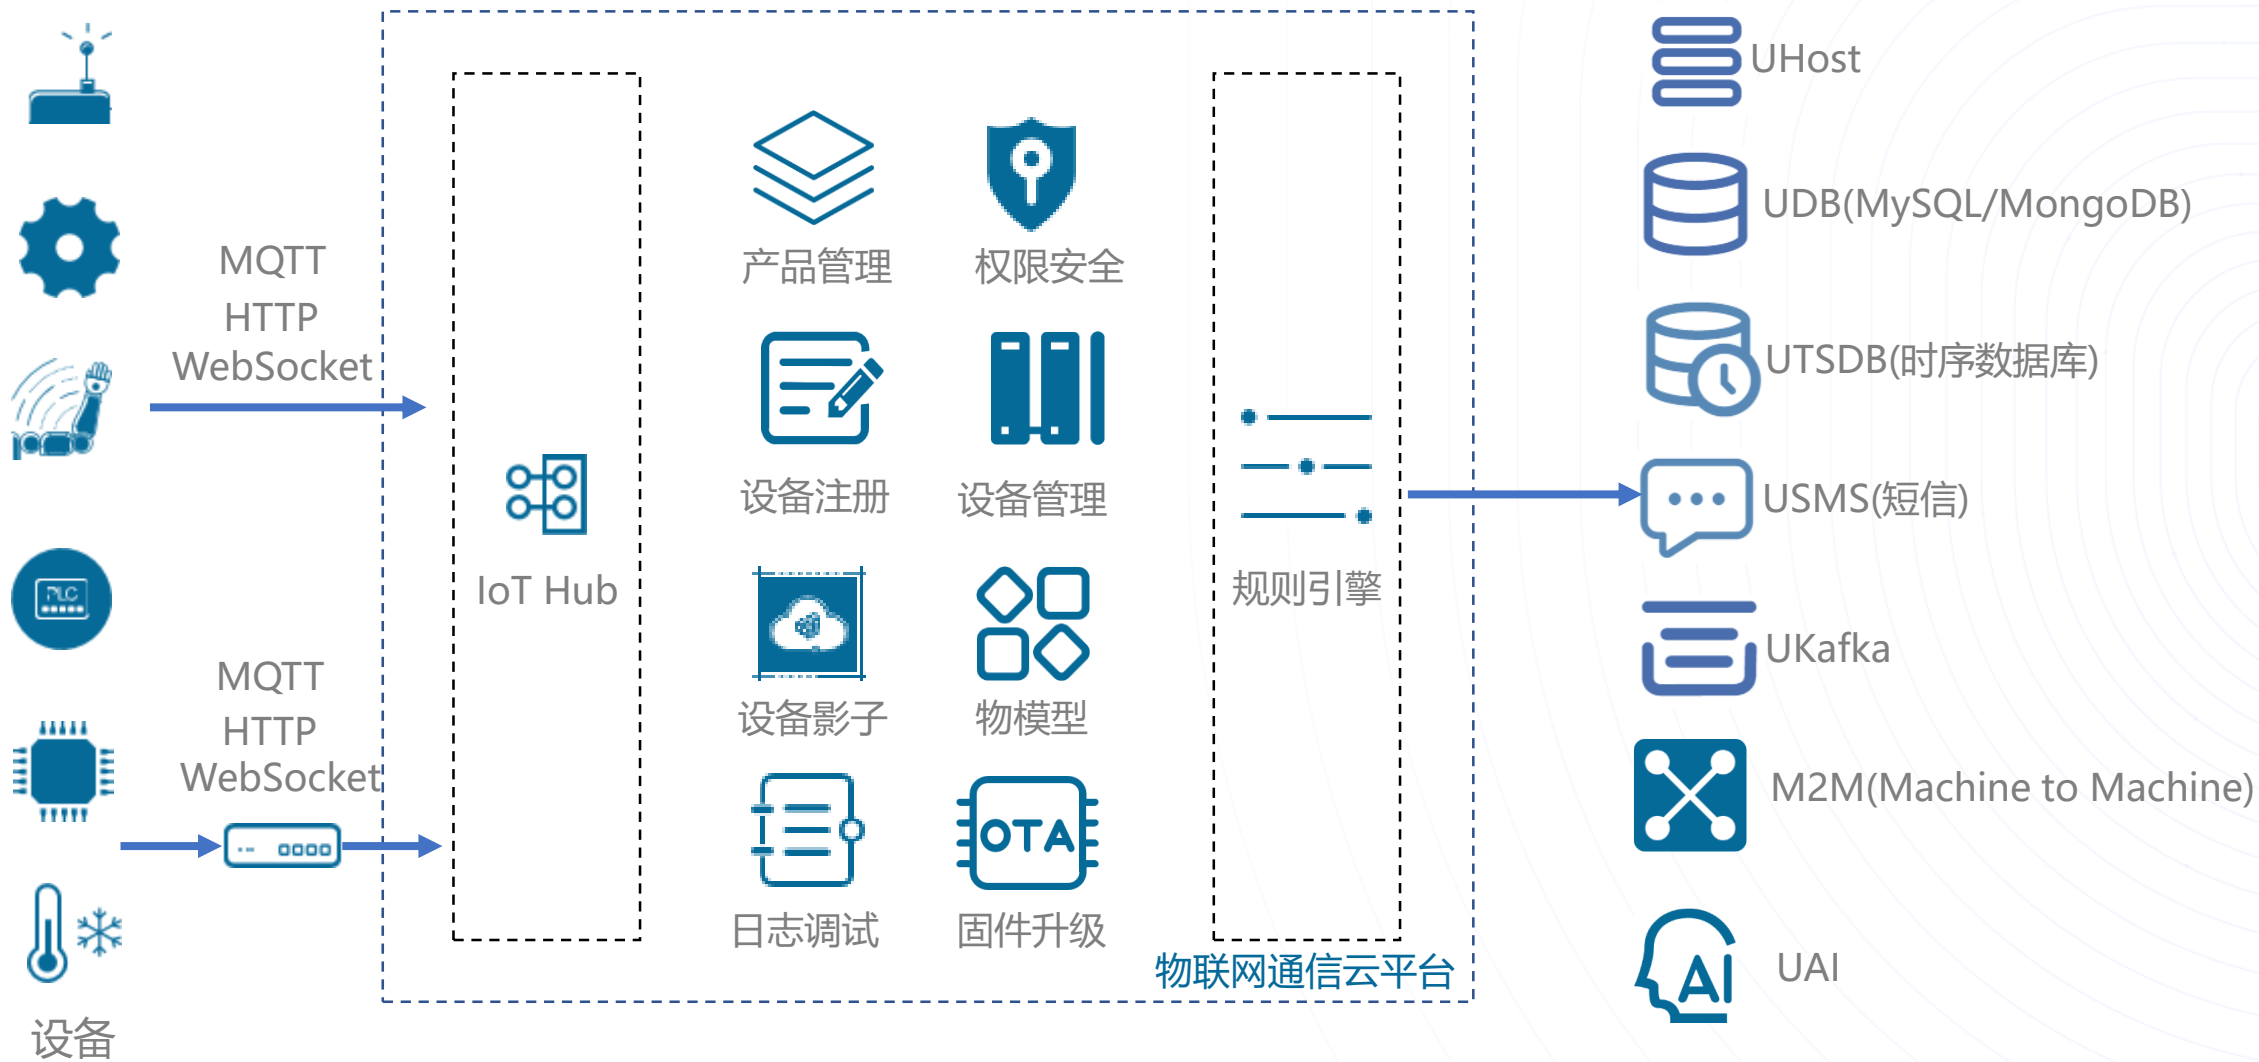 MQTT
HTTP
WebSocket
PLC
MQTT
HTTP
WebSocket
设备
IoT Hub
产品管理
权限安全
设备注册
设备管理
设备影子
物模型
OTA
日志调试
固件升级
规则引擎
物联网通信云平台
UHost
UDB(MySQL/MongoDB)
UTSDB(时序数据库)
USMS(短信)
UKafka
M2M(Machine to Machine)
AI
UAI